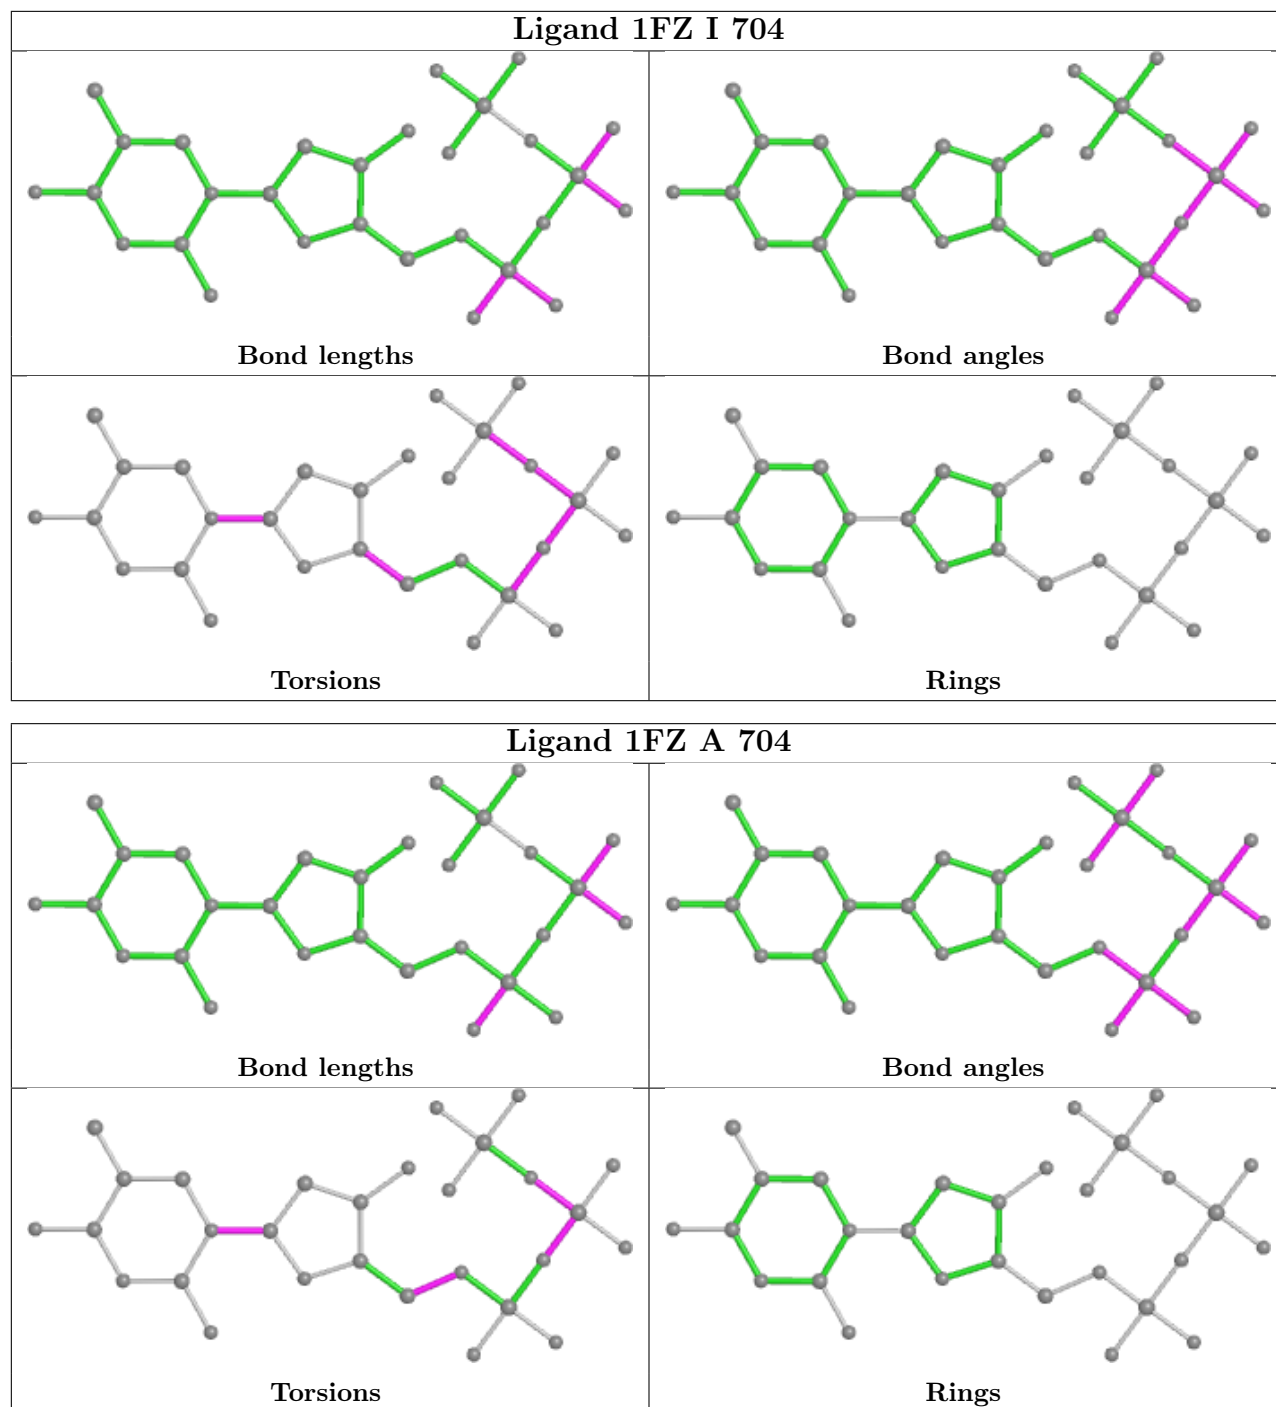 Ligand 1FZ I 704
Bond lengths
Bond angles
Torsions
Rings
Ligand 1FZ A 704
Bond lengths
Bond angles
Torsions
Rings